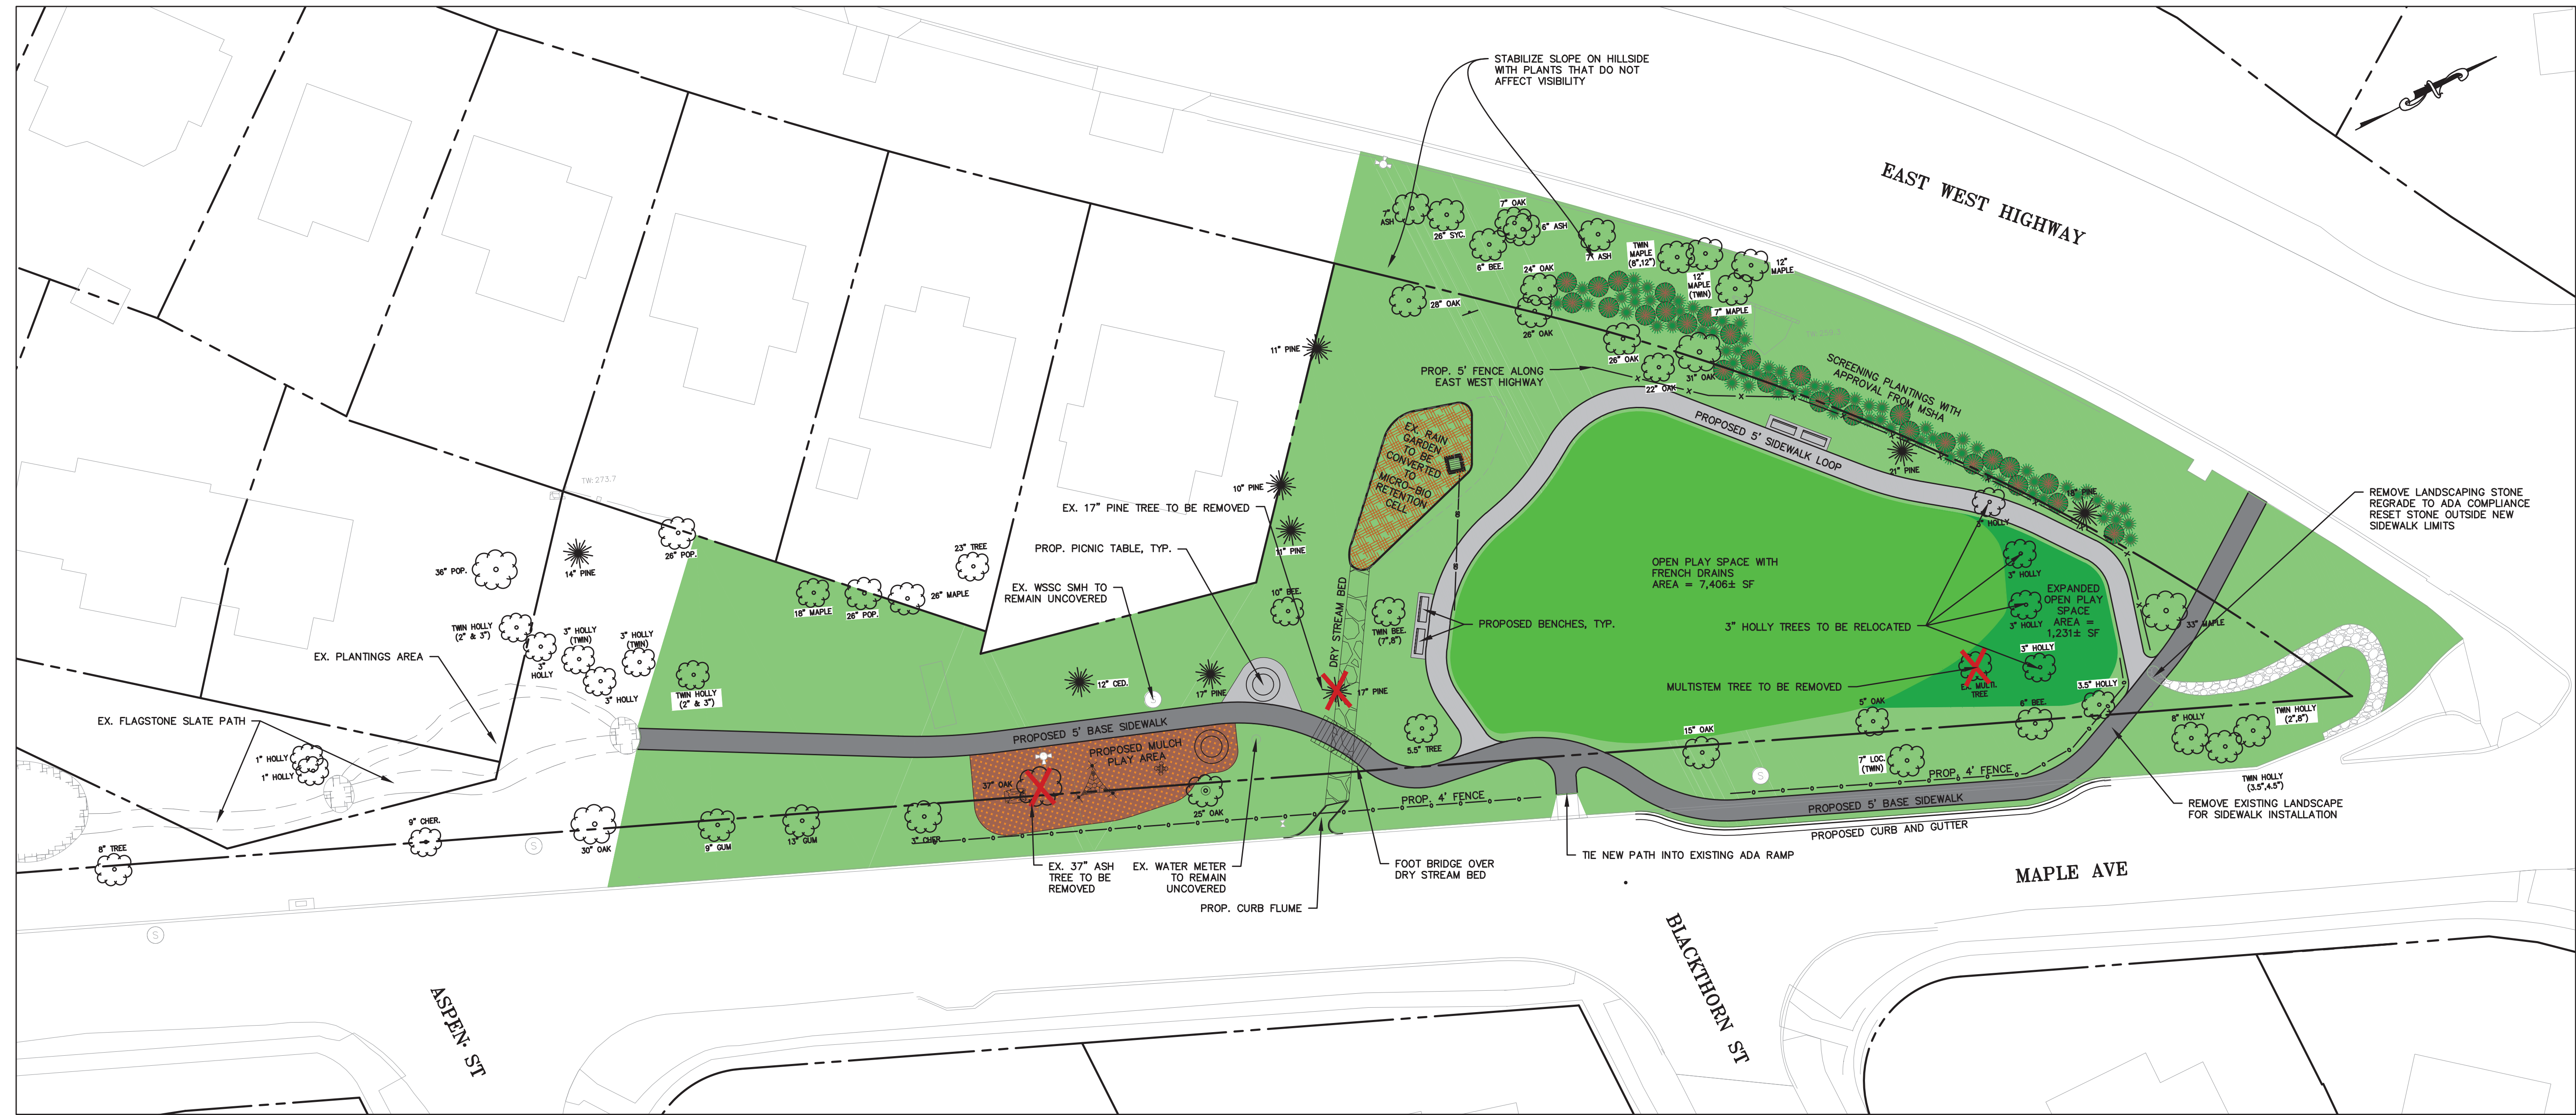 STABILIZE SLOPE ON HILLSIDE
WITH PLANTS THAT DO NOT
AFFECT VISIBILITY
EAST WEST HIGHWAY
7"
ASH
26" SYC.
7" OAK
6" ASH
6" BEE.
7" ASH
TWIN
MAPLE
(8",12")
12"
MAPLE
(TWIN)
12"
MAPLE
7" MAPLE
24" OAK
28" OAK
26" OAK
26" OAK
22" OAK
31" OAK
11" PINE
PROP. 5' FENCE ALONG
EAST WEST HIGHWAY
SCREENING PLANTINGS WITH
APPROVAL FROM MSHA
PROPOSED 5' SIDEWALK LOOP
EX. RAIN
GARDEN
TO BE
CONVERTED
TO
MICRO-BIO
RETENTION
CELL
21" PINE
18" PINE
10" PINE
11" PINE
EX. 17" PINE TREE TO BE REMOVED
PROP. PICNIC TABLE, TYP.
EX. WSSC SMH TO
REMAIN UNCOVERED
REMOVE LANDSCAPING STONE
REGRADE TO ADA COMPLIANCE
RESET STONE OUTSIDE NEW
SIDEWALK LIMITS
TW: 273.7
26" POP.
36" POP.
14" PINE
23" TREE
18" MAPLE
26" POP.
26" MAPLE
10" BEE.
TWIN BEE.
(7",8")
DRY STREAM BED
OPEN PLAY SPACE WITH
FRENCH DRAINS
AREA = 7,406± SF
3" HOLLY
3" HOLLY
3" HOLLY
3" HOLLY
EXPANDED
OPEN PLAY
SPACE
AREA =
1,231± SF
PROPOSED BENCHES, TYP.
3" HOLLY TREES TO BE RELOCATED
MULTISTEM TREE TO BE REMOVED
EX. MULTI.
TREE
33" MAPLE
3.5" HOLLY
TWIN HOLLY
(2" & 3")
3"
HOLLY
3" HOLLY
(TWIN)
3" HOLLY
(TWIN)
3" HOLLY
TWIN HOLLY
(2" & 3")
EX. PLANTINGS AREA
EX. FLAGSTONE SLATE PATH
1" HOLLY
1" HOLLY
12" CED.
S
17" PINE
17" PINE
5.5" TREE
15" OAK
5" OAK
6" BEE.
8" HOLLY
TWIN HOLLY
(2",8")
TWIN HOLLY
(3.5",4.5")
7" LOC.
(TWIN)
S
PROPOSED 5' BASE SIDEWALK
PROPOSED MULCH
PLAY AREA
37" OAK
25" OAK
PROP. 4' FENCE
PROP. 4' FENCE
PROPOSED 5' BASE SIDEWALK
PROPOSED CURB AND GUTTER
REMOVE EXISTING LANDSCAPE
FOR SIDEWALK INSTALLATION
8" TREE
9" CHER.
S
30" OAK
9" GUM
13" GUM
3" CHER.
EX. 37" ASH
TREE TO BE
REMOVED
EX. WATER METER
TO REMAIN
UNCOVERED
PROP. CURB FLUME
FOOT BRIDGE OVER
DRY STREAM BED
TIE NEW PATH INTO EXISTING ADA RAMP
MAPLE AVE
S
ASPEN ST
BLACKTHORN ST